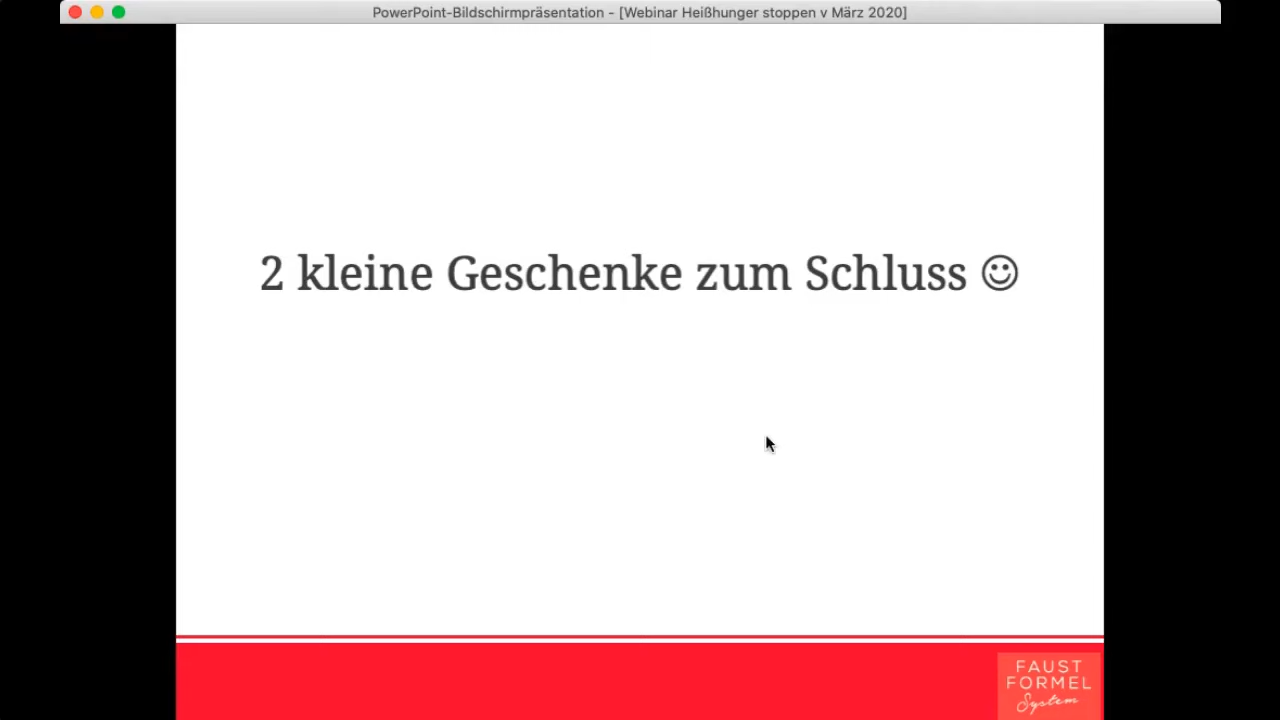 PowerPoint-Bildschirmpräsentation - [Webinar Heißhunger stoppen v März 2020]
2 kleine Geschenke zum Schluss ☺
FAUST
FORMEL
System